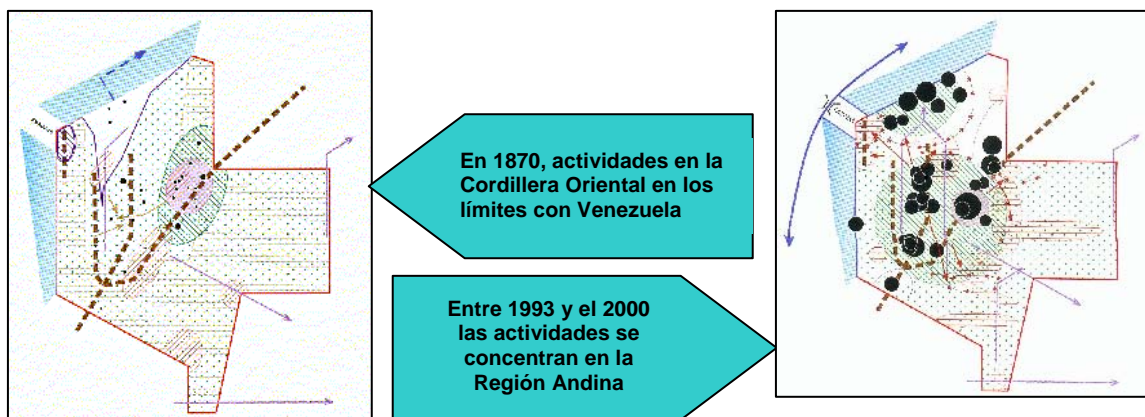 En 1870, actividades en la
Cordillera Oriental en los
límites con Venezuela
Entre 1993 y el 2000
las actividades se
concentran en la
Región Andina